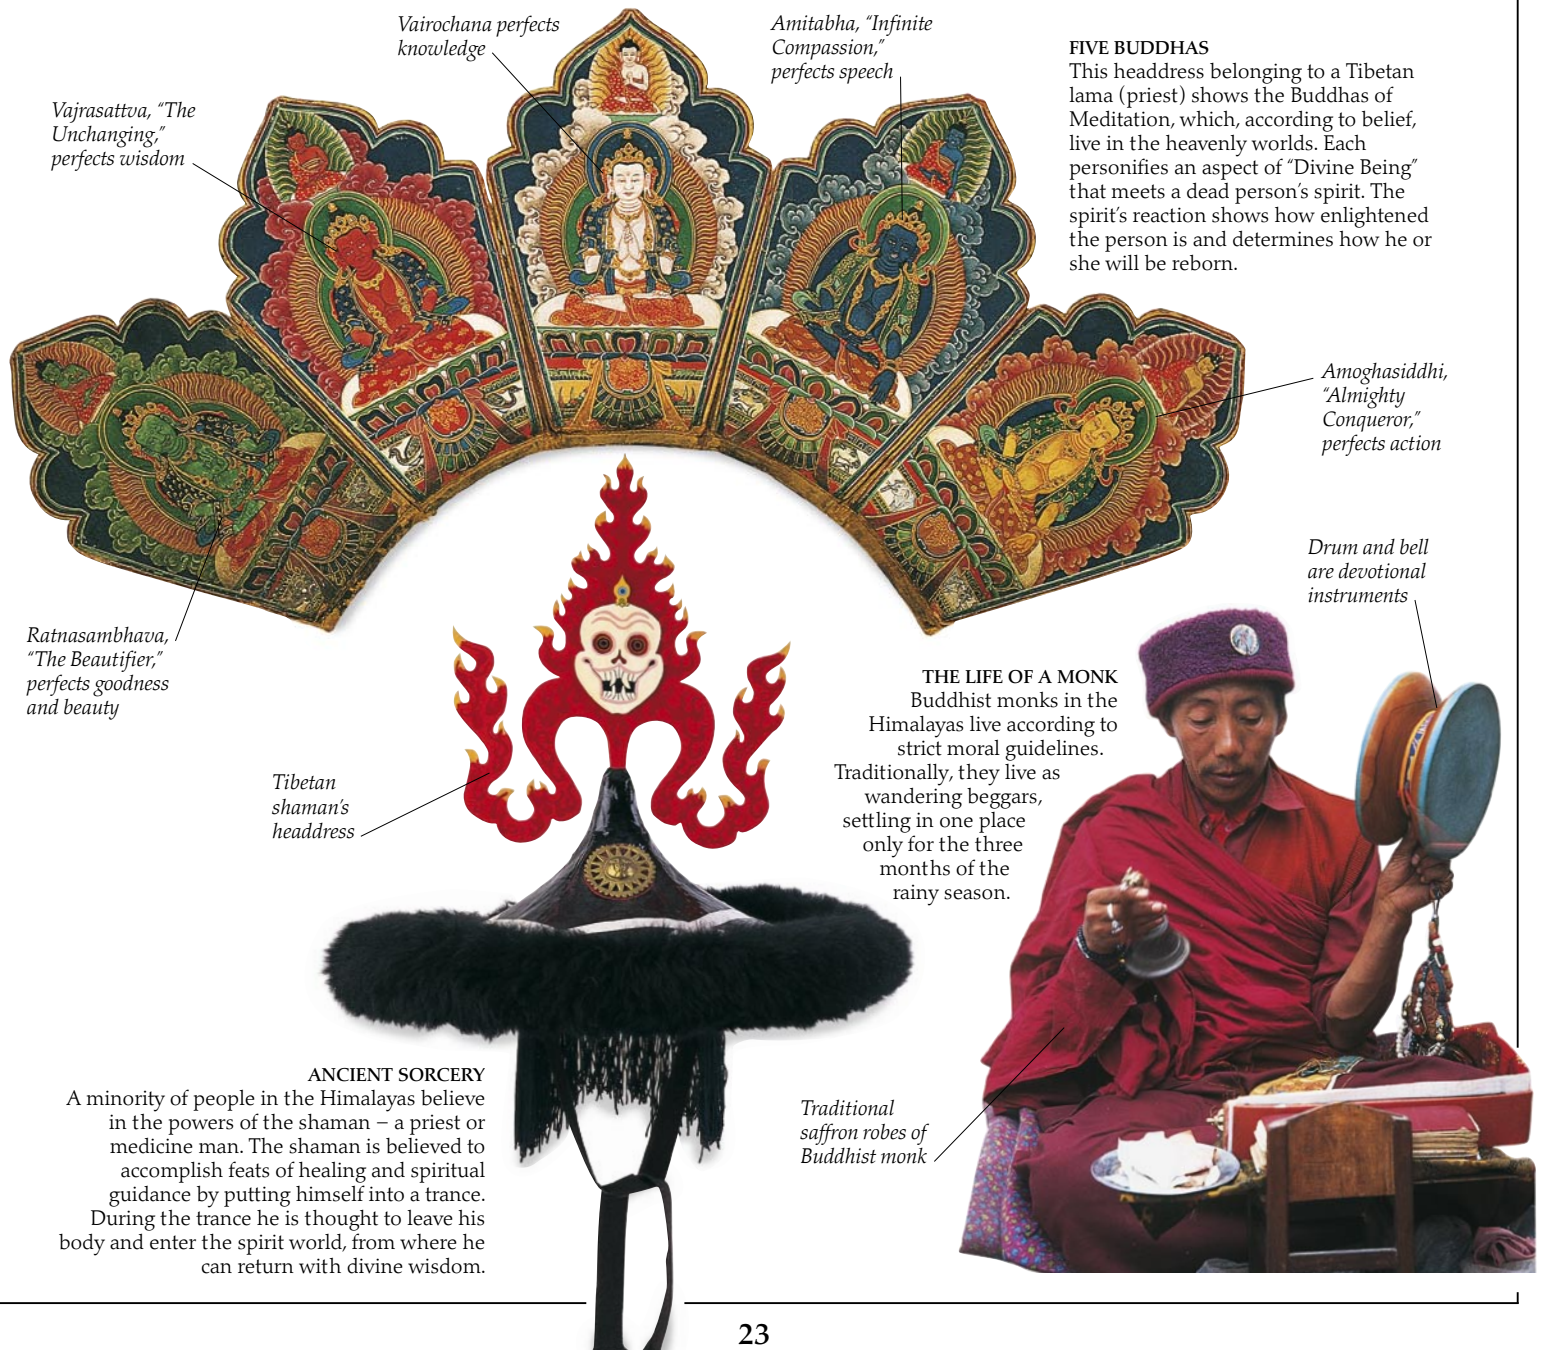 Vairochana perfects
knowledge
Amitabha, “Infinite
Compassion,”
perfects speech
FIVE BUDDHAS
This headdress belonging to a Tibetan
lama (priest) shows the Buddhas of
Meditation, which, according to belief,
live in the heavenly worlds. Each
personifies an aspect of “Divine Being”
that meets a dead person’s spirit. The
spirit’s reaction shows how enlightened
the person is and determines how he or
she will be reborn.
Vajrasattva, “The
Unchanging,”
perfects wisdom
Amoghasiddhi,
“Almighty
Conqueror,”
perfects action
Drum and bell
are devotional
instruments
Ratnasambhava,
“The Beautifier,”
perfects goodness
and beauty
THE LIFE OF A MONK
Buddhist monks in the
Himalayas live according to
strict moral guidelines.
Traditionally, they live as
wandering beggars,
settling in one place
only for the three
months of the
rainy season.
Tibetan
shaman’s
headdress
ANCIENT SORCERY
A minority of people in the Himalayas believe
in the powers of the shaman – a priest or
medicine man. The shaman is believed to
accomplish feats of healing and spiritual
guidance by putting himself into a trance.
During the trance he is thought to leave his
body and enter the spirit world, from where he
can return with divine wisdom.
Traditional
saffron robes of
Buddhist monk
23